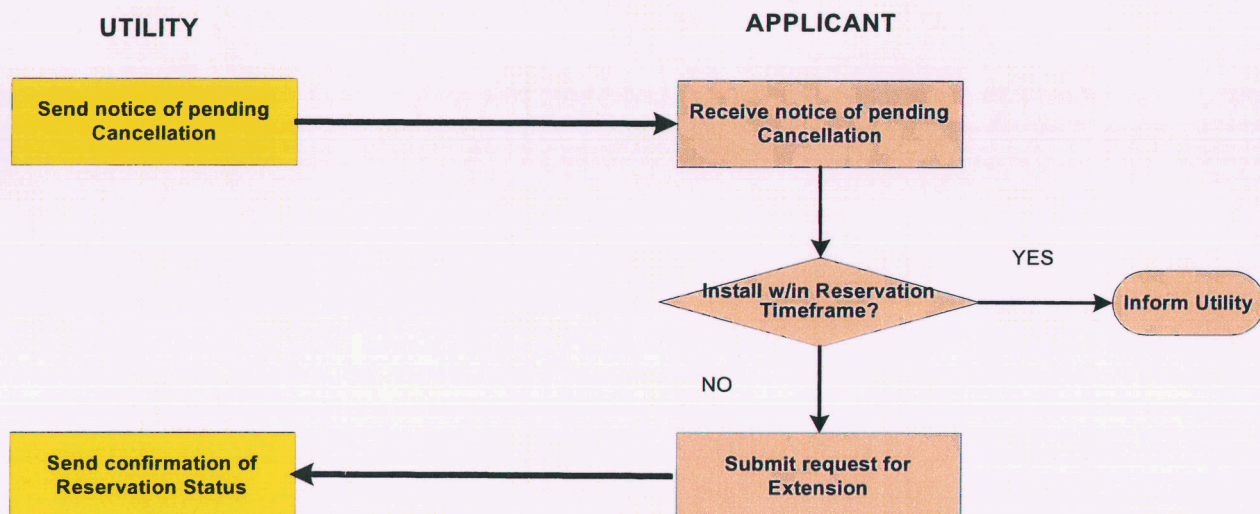 UTILITY
APPLICANT
Send notice of pending
Cancellation
Receive notice of pending
Cancellation
Install w/in Reservation
Timeframe?
YES
Inform Utility
NO
Submit request for
Extension
Send confirmation of
Reservation Status